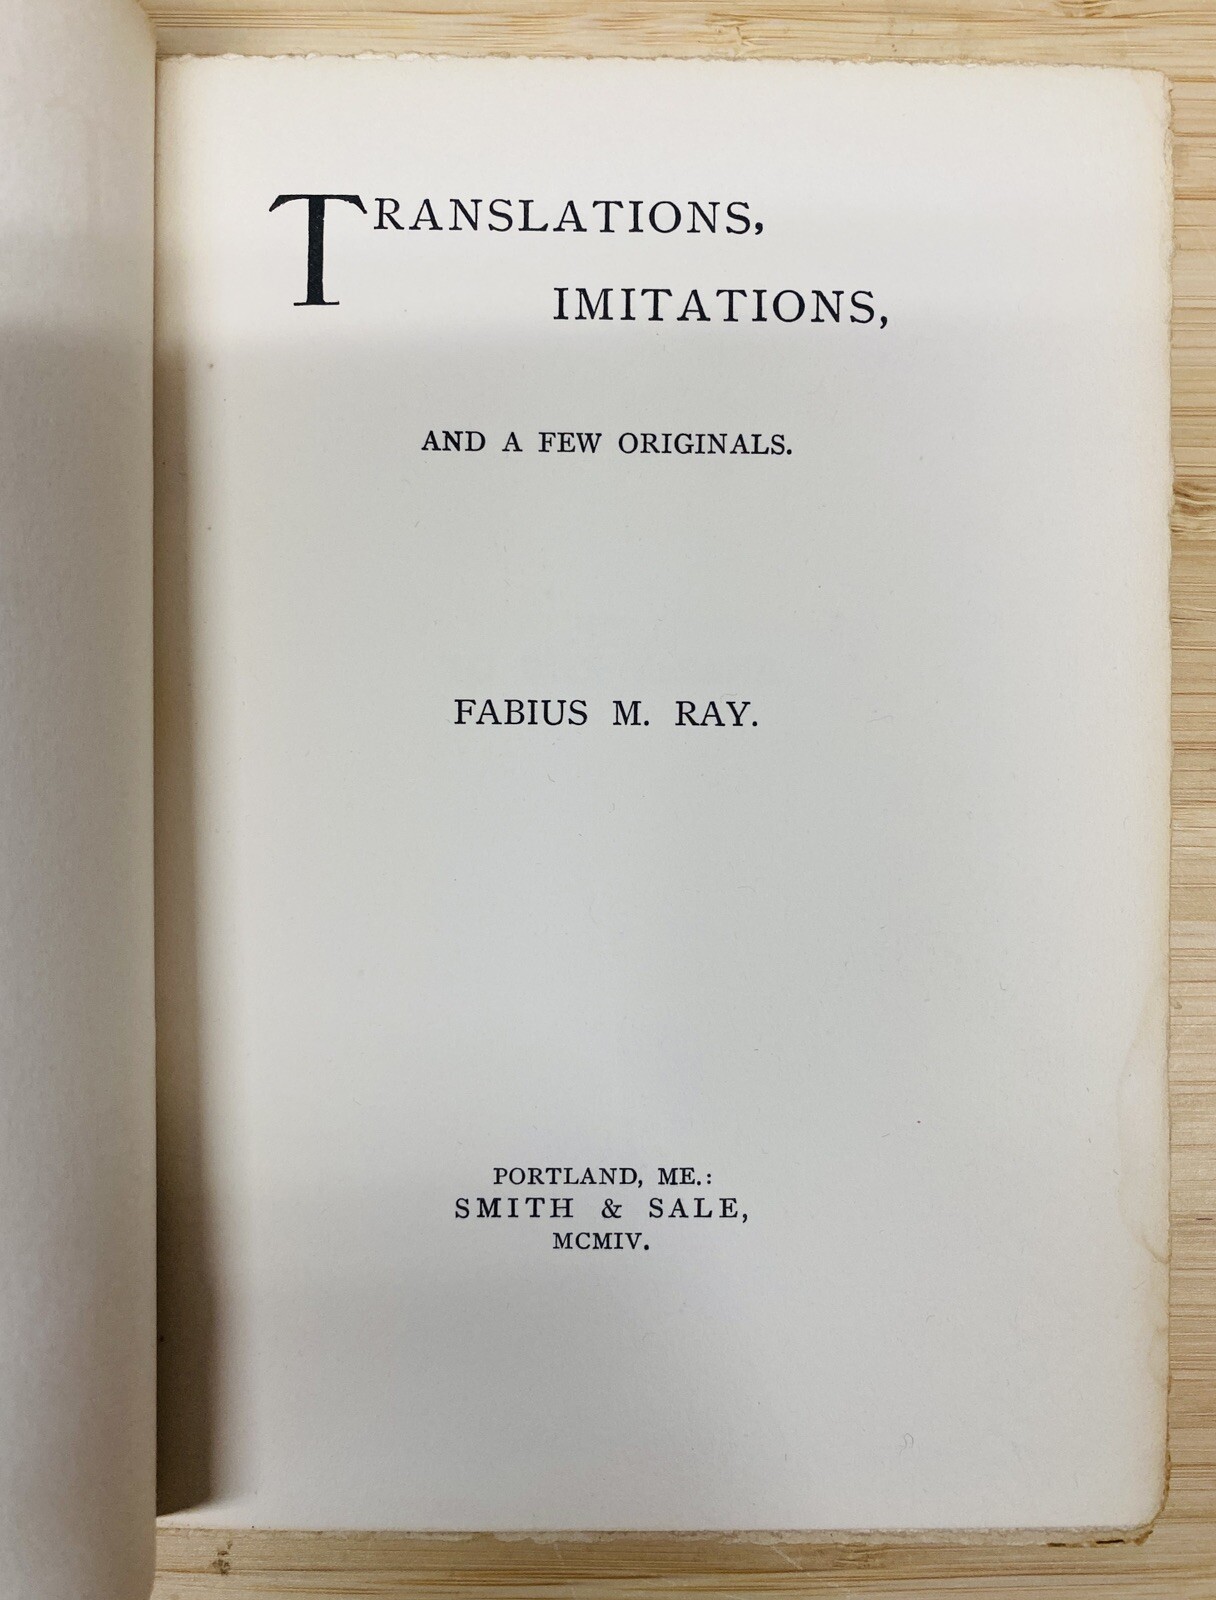 TRANSLATIONS,
IMITATIONS,
AND A FEW ORIGINALS.
FABIUS M. RAY.
PORTLAND, ME.:
SMITH & SALE,
MCMIV.